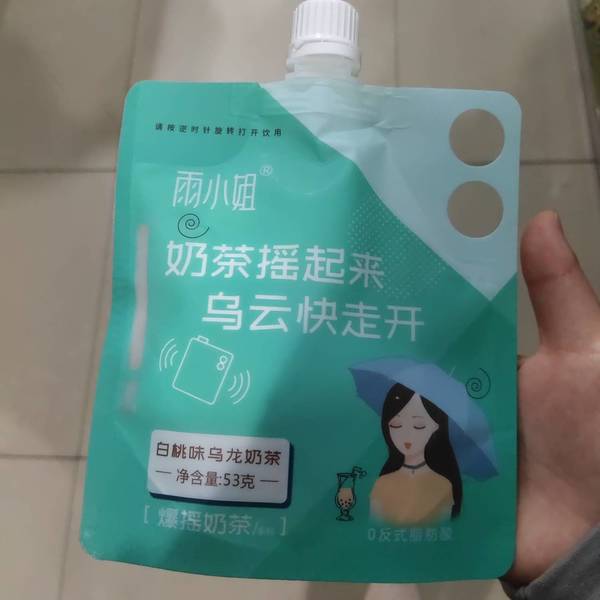 请按逆时针旋转打开饮用
雨小姐®
奶茶摇起来
乌云快走开
白桃味乌龙奶茶
净含量:53克
[ 爆摇奶茶/ ]
0反式脂肪酸